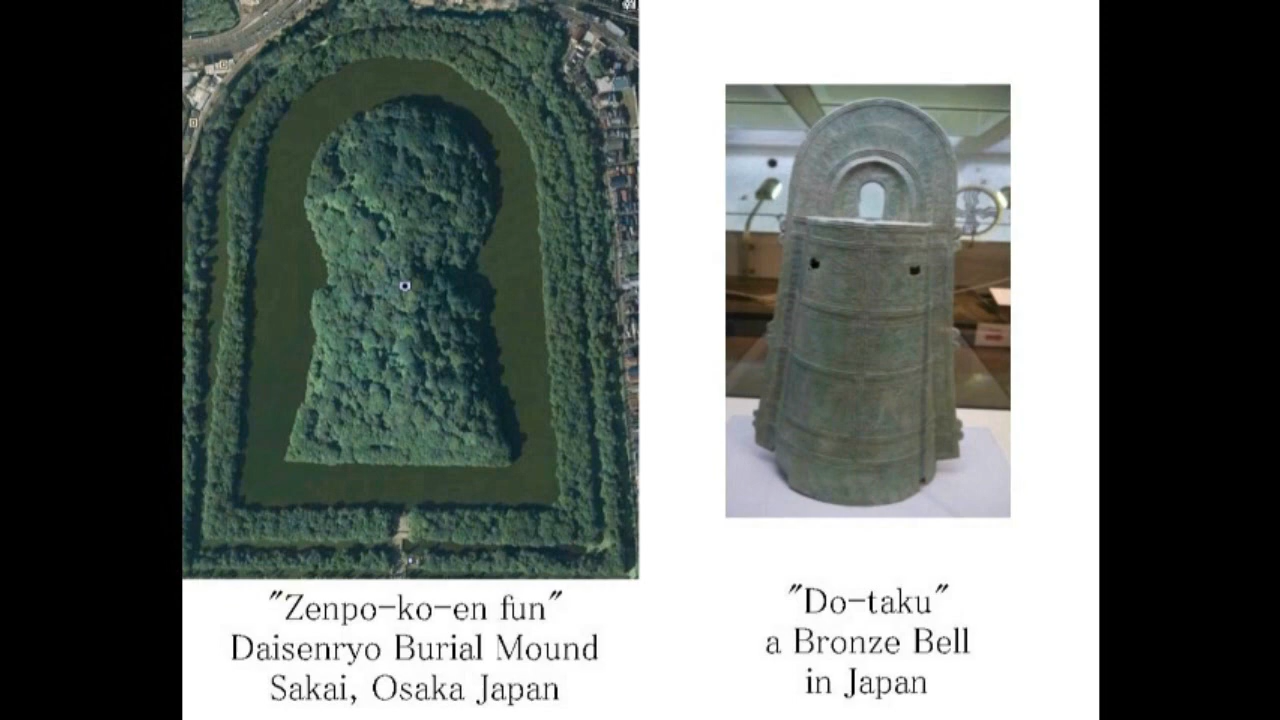 "Zenpo-ko-en fun"
Daisenryo Burial Mound
Sakai, Osaka Japan
"Do-taku"
a Bronze Bell
in Japan